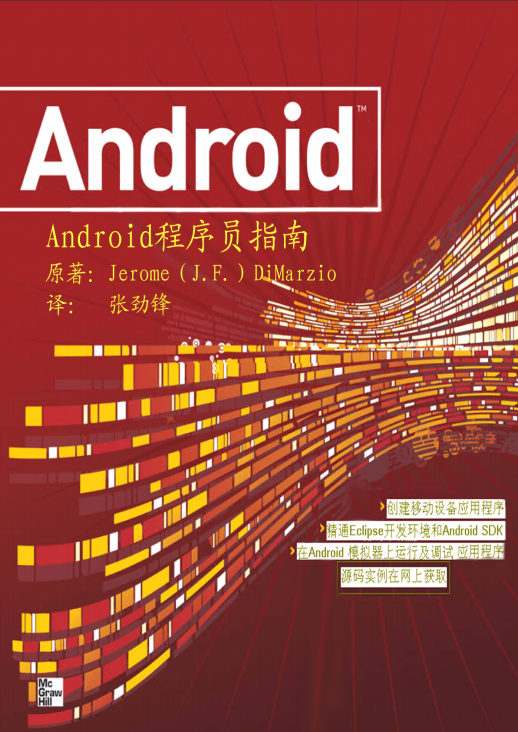 Android™
Android程序员指南
原著：Jerome（J.F.）DiMarzio
译： 张劲锋
›创建移动设备应用程序
›精通Eclipse开发环境和Android SDK
›在Android 模拟器上运行及调试 应用程序
源码实例在网上获取
Mc
Graw
Hill